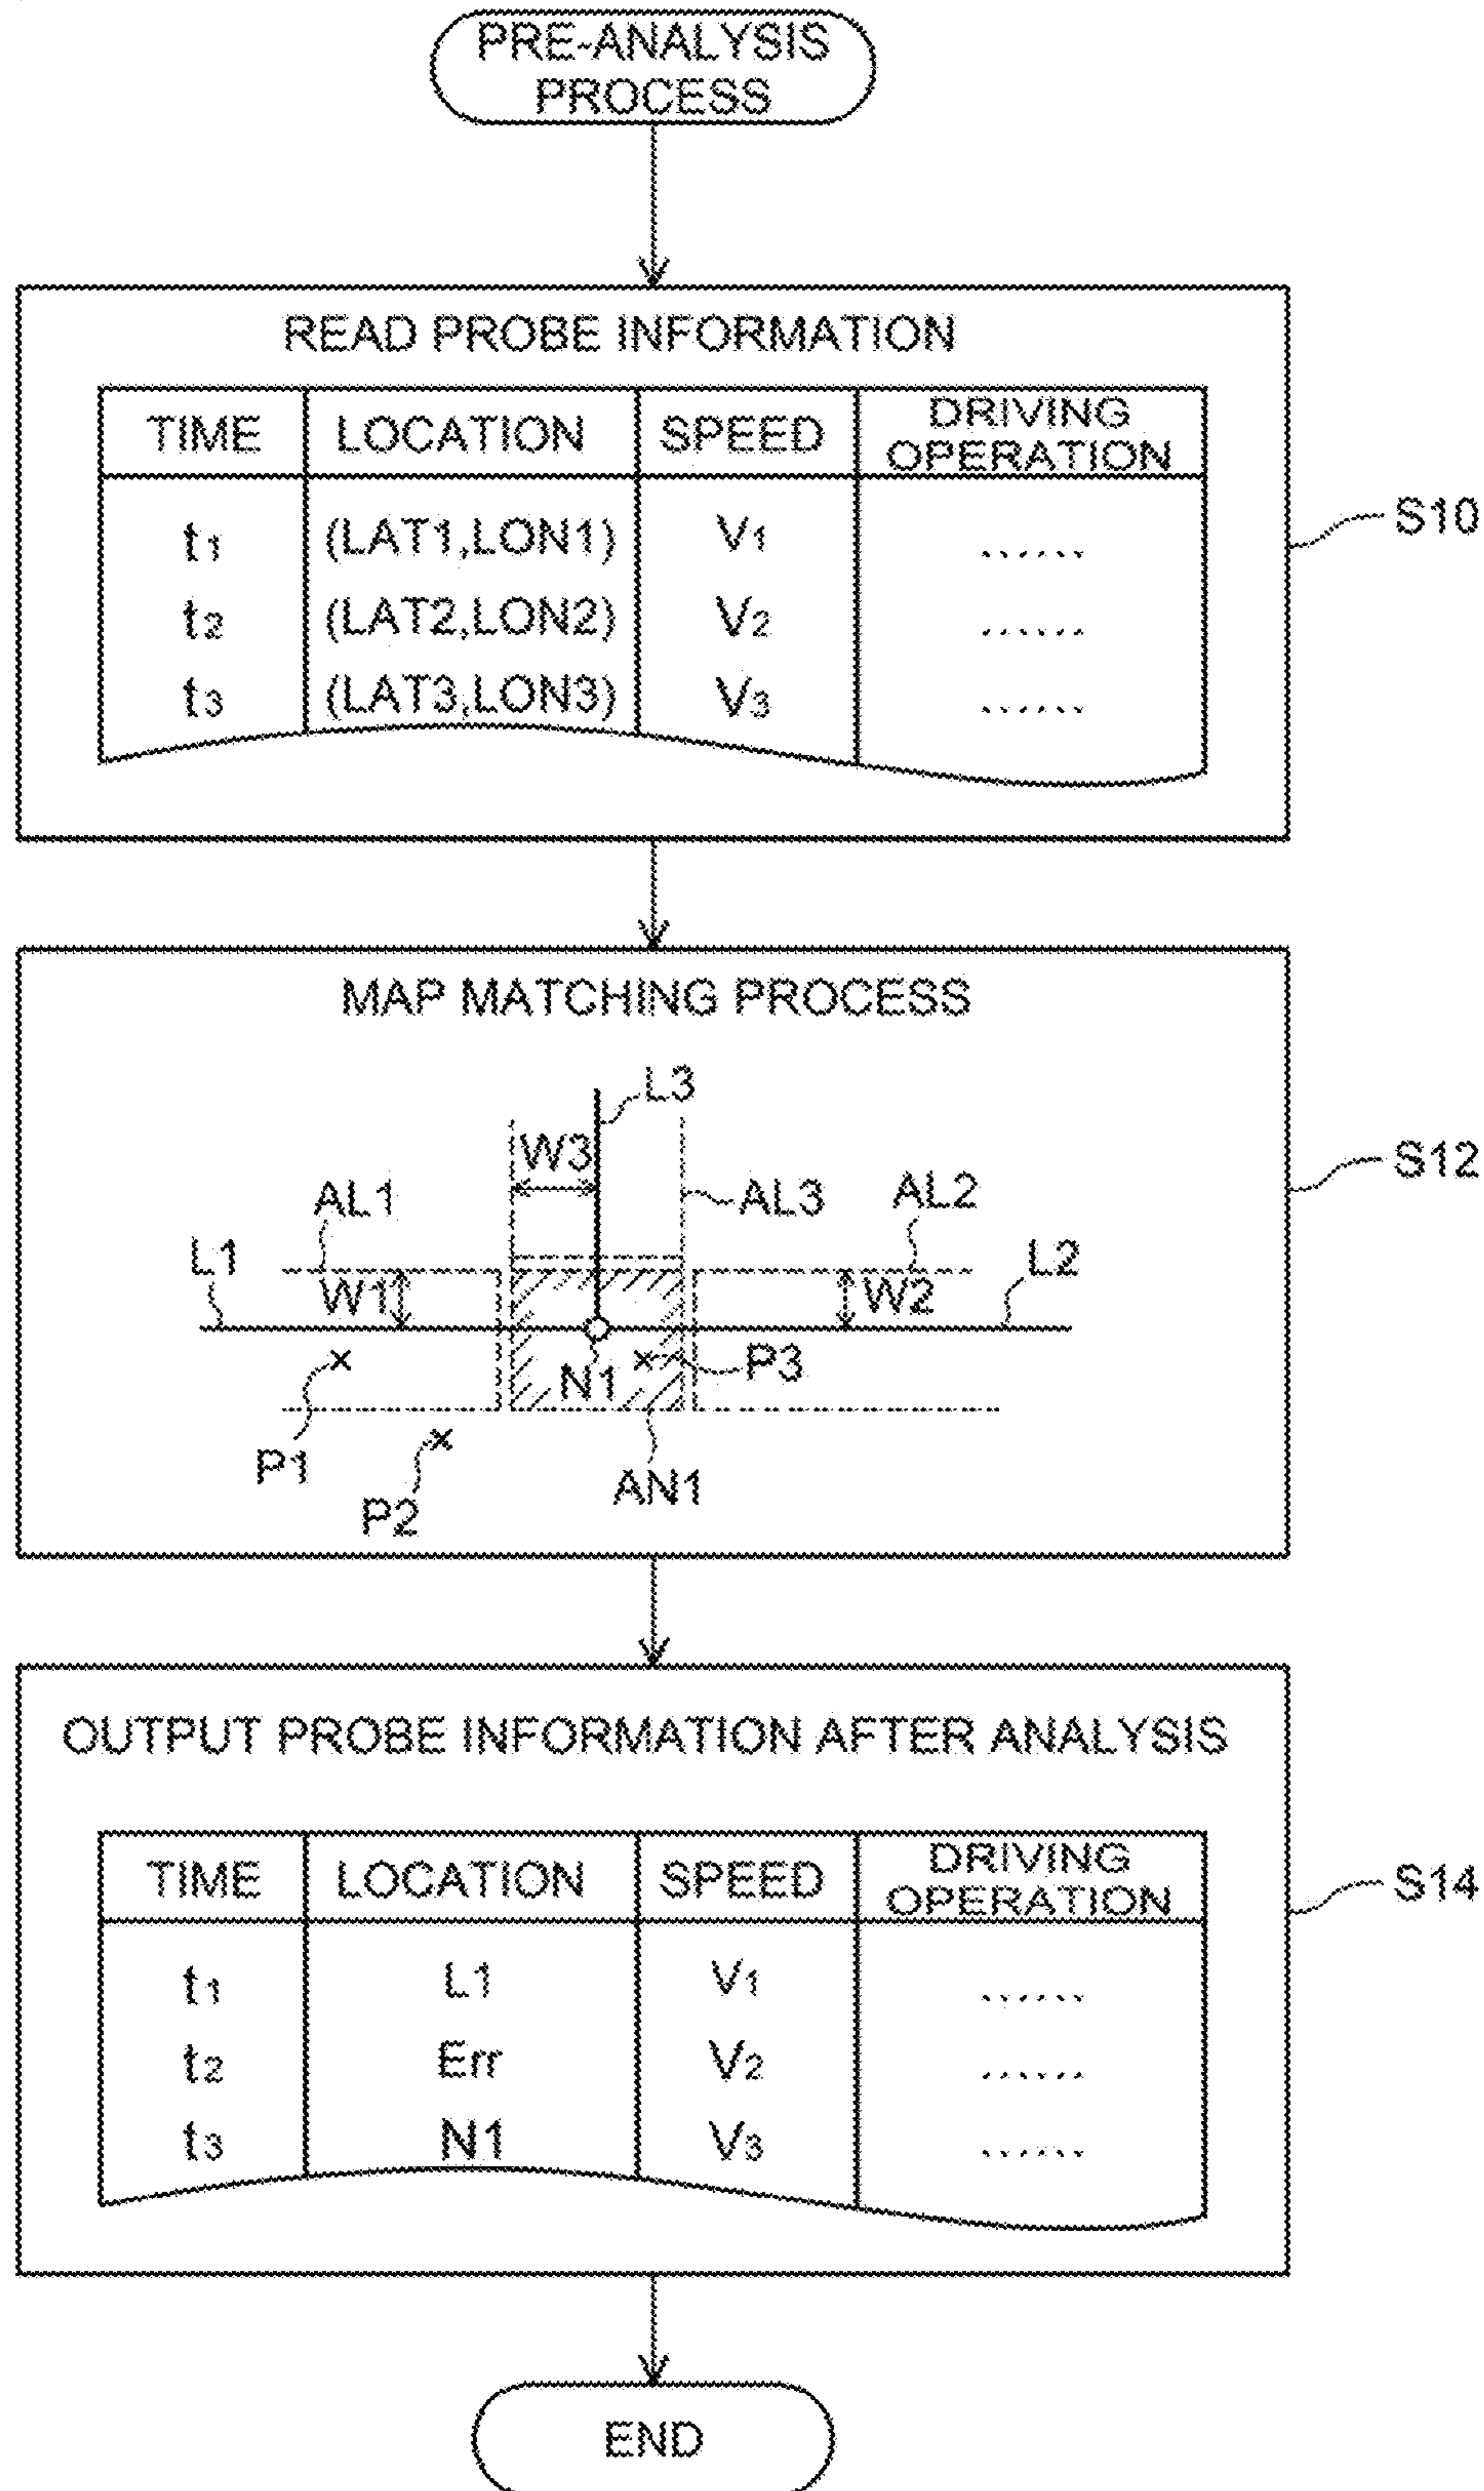 PRE-ANALYSIS
PROCESS
READ PROBE INFORMATION
TIME LOCATION SPEED DRIVING OPERATION
t1 (LAT1,LON1) V1 ......
t2 (LAT2,LON2) V2 ......
t3 (LAT3,LON3) V3 ......
S10
MAP MATCHING PROCESS
L3
W3
AL1 AL3 AL2
L1 W1 W2 L2
N1 P3
P1 AN1
P2
S12
OUTPUT PROBE INFORMATION AFTER ANALYSIS
TIME LOCATION SPEED DRIVING OPERATION
t1 L1 V1 ......
t2 Err V2 ......
t3 N1 V3 ......
S14
END